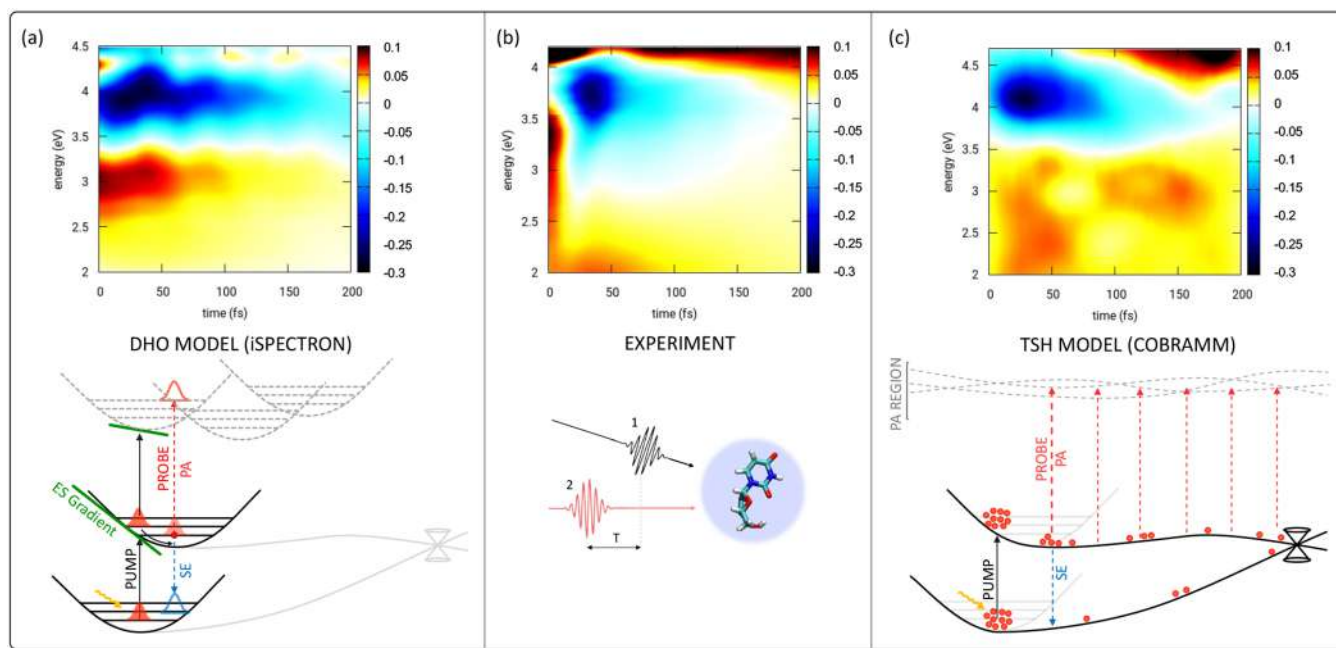 (a)
4.5
4
3.5
3
2.5
2
energy (eV)
0 50 100 150 200
time (fs)
0.1
0.05
0
-0.05
-0.1
-0.15
-0.2
-0.25
-0.3
DHO MODEL (iSPECTRON)
ES Gradient
PUMP
PROBE
PA
SE
(b)
4
3.5
3
2.5
2
energy (eV)
0 50 100 150 200
time (fs)
0.1
0.05
0
-0.05
-0.1
-0.15
-0.2
-0.25
-0.3
EXPERIMENT
1
2
T
(c)
4.5
4
3.5
3
2.5
2
energy (eV)
0 50 100 150 200
time (fs)
0.1
0.05
0
-0.05
-0.1
-0.15
-0.2
-0.25
-0.3
TSH MODEL (COBRAMM)
PA REGION
PROBE
PA
PUMP
SE